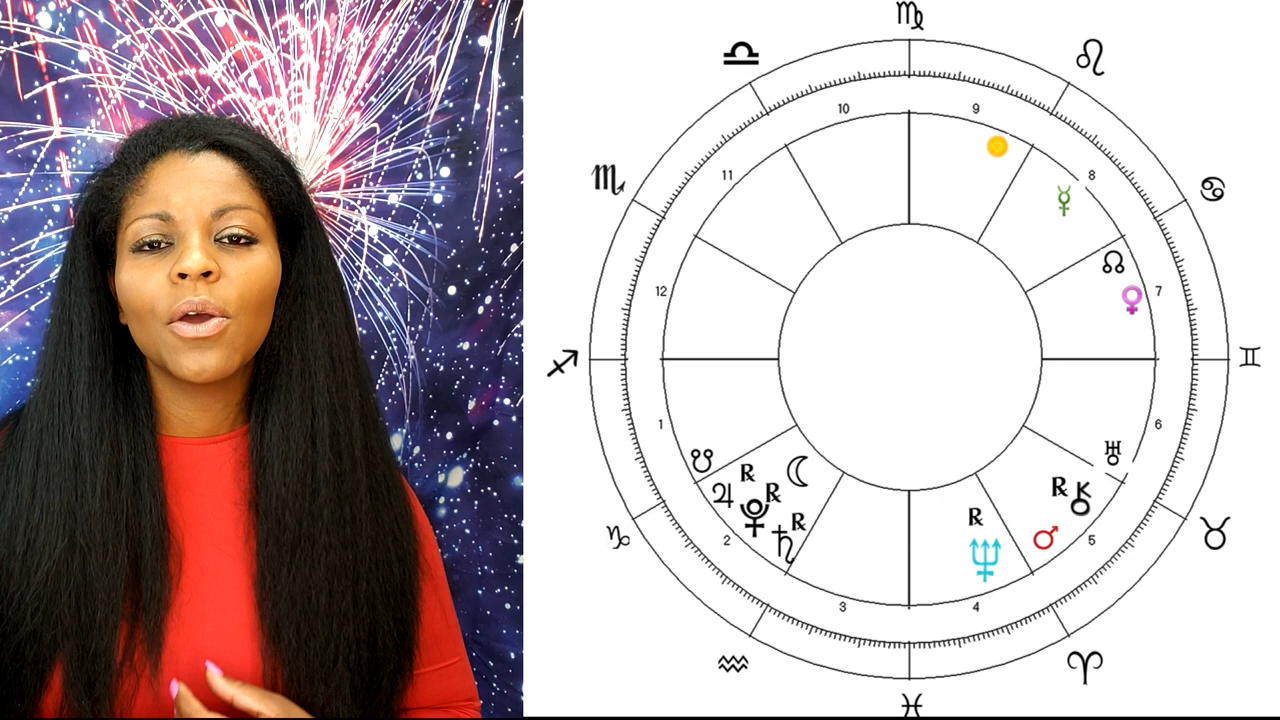 ♍
♎ ♌
10 9
11 8
♏ ☿ ♋
☊
12 7
♀
♐ ♊
1 6
☋ ☽ ♅
℞ ℞ ⚷
♃ ♇ ℞
♄ ℞ ℞ ♂
2 5
♑ ♆ ♉
3 4
♒ ♈
♓